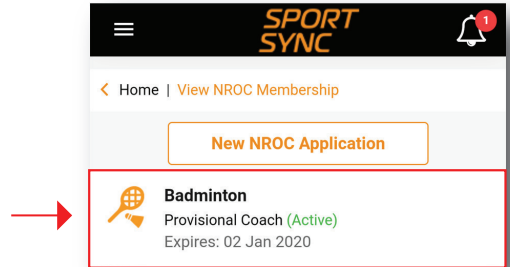 SPORT
SYNC
1
Home | View NROC Membership
New NROC Application
Badminton
Provisional Coach (Active)
Expires: 02 Jan 2020